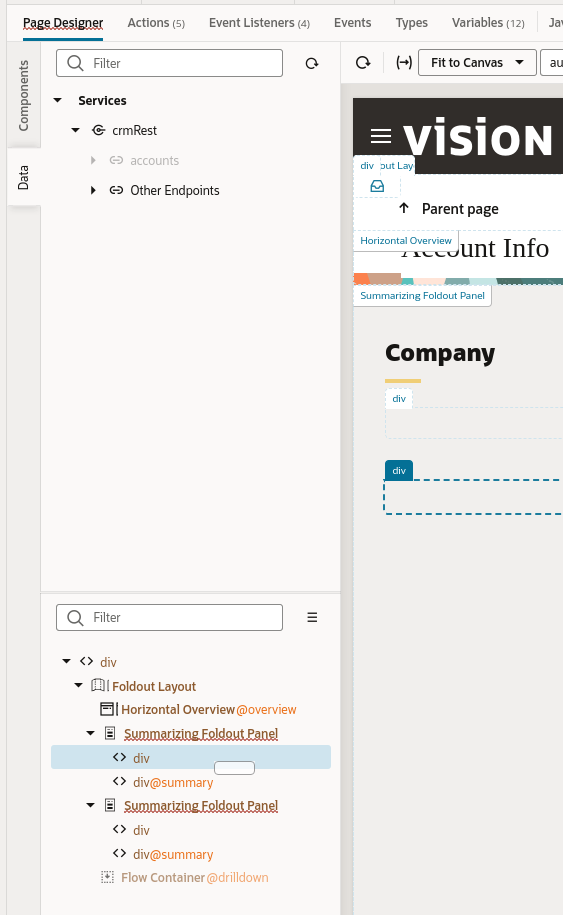 Page Designer Actions (5) Event Listeners (4) Events Types Variables (12) Jav
Components
Data
Filter
Services
crmRest
accounts
Other Endpoints
Fit to Canvas
au
VISION
div
out Lay
Parent page
Horizontal Overview
Account Info
Summarizing Foldout Panel
Company
div
div
Filter
div
Foldout Layout
Horizontal Overview@overview
Summarizing Foldout Panel
div
div@summary
Summarizing Foldout Panel
div
div@summary
Flow Container@drilldown